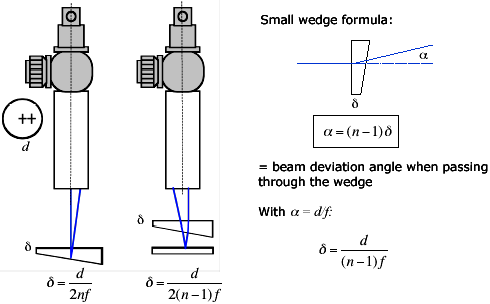 ++
d
δ
δ = d/2nf
δ
δ = d/2(n−1)f
Small wedge formula:
α
δ
α = (n−1)δ
= beam deviation angle when passing
through the wedge
With α = d/f:
δ = d/(n−1)f